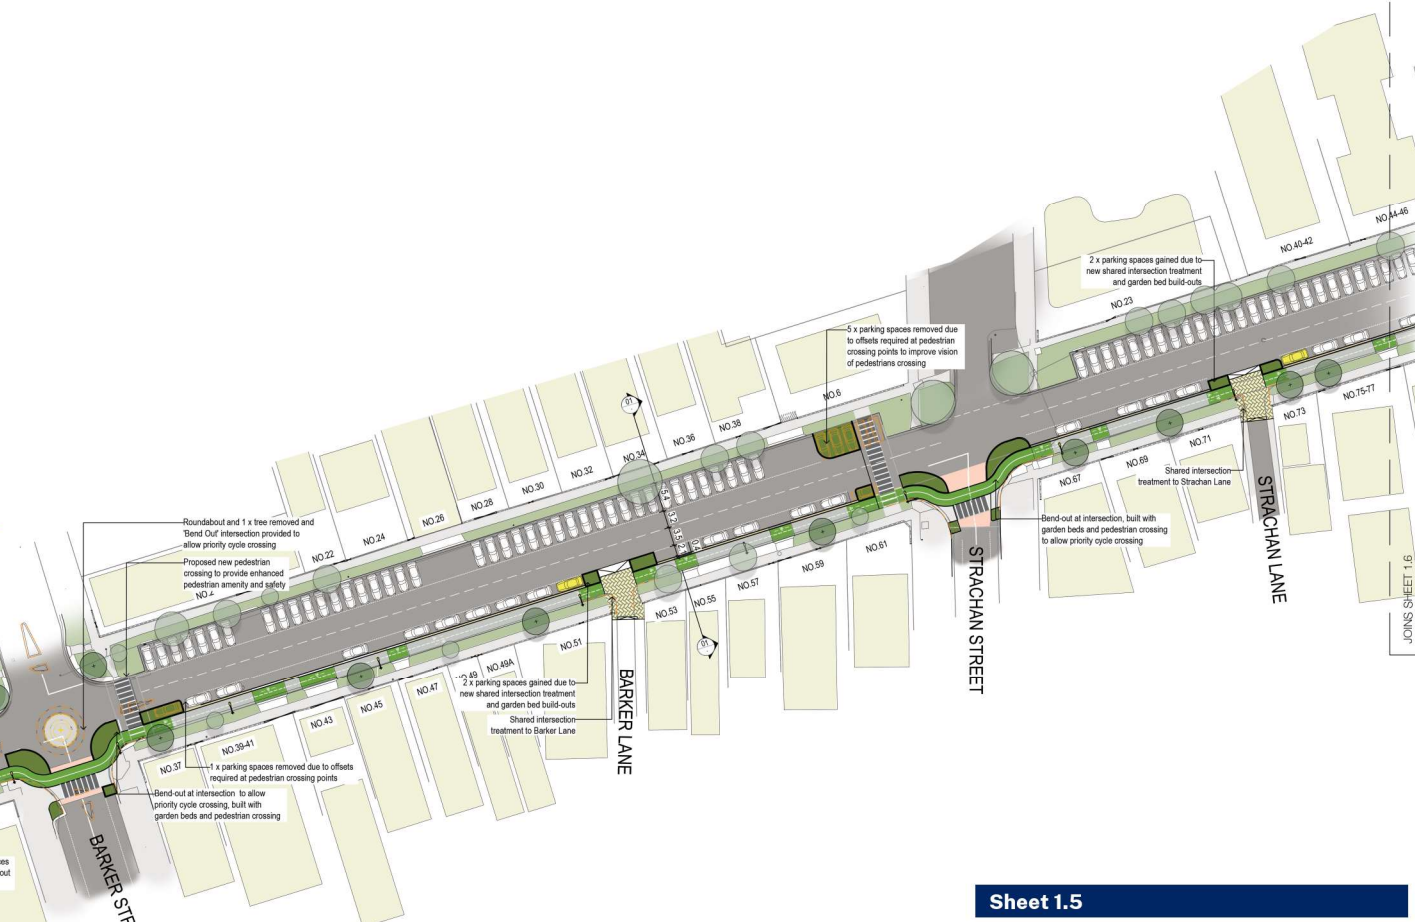 NO.44-46
NO.40-42
2 x parking spaces gained due to
new shared intersection treatment
and garden bed build-outs
NO.23
5 x parking spaces removed due
to offsets required at pedestrian
crossing points to improve vision
of pedestrians crossing
NO.6
01
NO.38
NO.36
NO.34
NO.32
NO.30
NO.28
NO.26
NO.24
NO.22
5.4
3.2
3.5
0.4
NO.75-77
NO.73
NO.71
NO.69
NO.67
Shared intersection
treatment to Strachan Lane
STRACHAN LANE
Bend-out at intersection, built with
garden beds and pedestrian crossing
to allow priority cycle crossing
STRACHAN STREET
JOINS SHEET 1.6
Roundabout and 1 x tree removed and
'Bend Out' intersection provided to
allow priority cycle crossing
Proposed new pedestrian
crossing to provide enhanced
pedestrian amenity and safety
NO.61
NO.59
NO.57
NO.55
NO.53
01
NO.51
NO.49A
NO.47
NO.45
NO.43
NO.39-41
NO.37
2 x parking spaces gained due to
new shared intersection treatment
and garden bed build-outs
Shared intersection
treatment to Barker Lane
BARKER LANE
1 x parking spaces removed due to offsets
required at pedestrian crossing points
Bend-out at intersection to allow
priority cycle crossing, built with
garden beds and pedestrian crossing
BARKER STR
out
Sheet 1.5